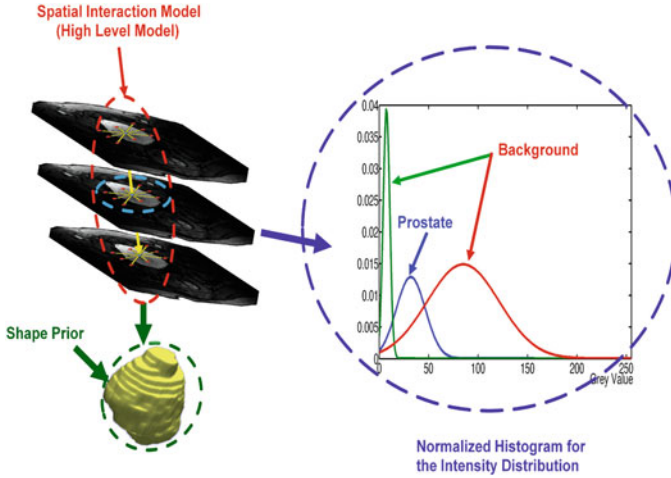 Spatial Interaction Model
(High Level Model)
Shape Prior
0.04
0.035
0.03
0.025
0.02
0.015
0.01
0.005
0
0
50
100
150
200
250
Grey Value
Background
Prostate
Normalized Histogram for
the Intensity Distribution